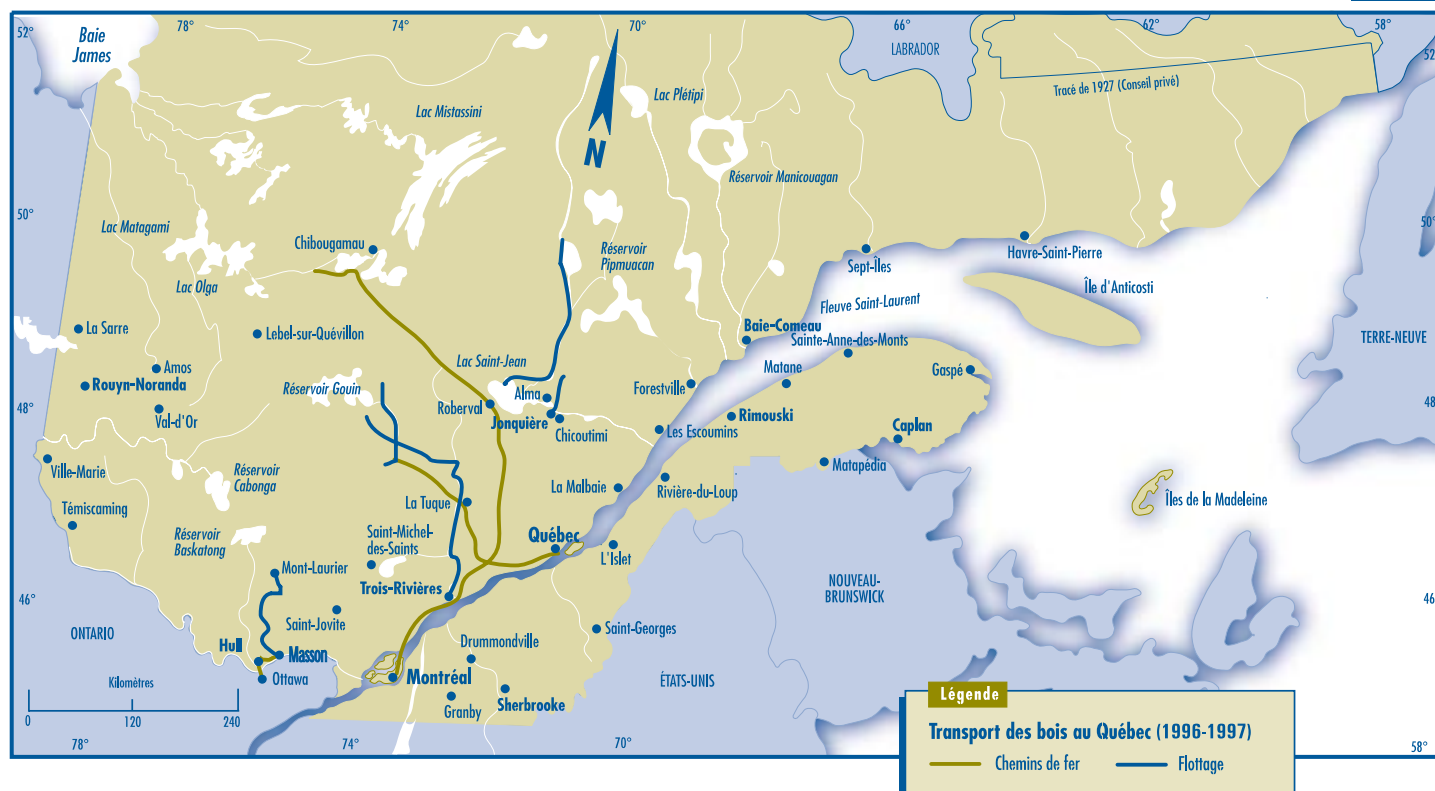 52°
78°
74°
70°
66°
62°
58°
52
Baie
James
LABRADOR
Tracé de 1927 (Conseil privé)
Lac Plétipi
Lac Mistassini
N
Réservoir Manicouagan
50°
50°
Lac Matagami
Chibougamau
Réservoir
Pipmuacan
Sept-Îles
Havre-Saint-Pierre
Lac Olga
Île d'Anticosti
Fleuve Saint-Laurent
La Sarre
Lebel-sur-Quévillon
Baie-Comeau
Sainte-Anne-des-Monts
TERRE-NEUVE
Lac Saint-Jean
Matane
Amos
Gaspé
Rouyn-Noranda
Réservoir Gouin
Alma
Forestville
48°
48
Roberval
Val-d'Or
Jonquière
Rimouski
Chicoutimi
Les Escoumins
Caplan
Ville-Marie
Réservoir
Cabonga
Matapédia
La Malbaie
Rivière-du-Loup
Îles de la Madeleine
La Tuque
Témiscaming
Réservoir
Baskatong
Saint-Michel-
des-Saints
Québec
L'Islet
Mont-Laurier
Trois-Rivières
NOUVEAU-
BRUNSWICK
46°
46
Saint-Jovite
Saint-Georges
ONTARIO
Drummondville
Hull
Masson
Ottawa
Montréal
ÉTATS-UNIS
Kilomètres
Granby
Sherbrooke
0
120
240
78°
74°
70°
58°
Légende
Transport des bois au Québec (1996-1997)
Chemins de fer
Flottage